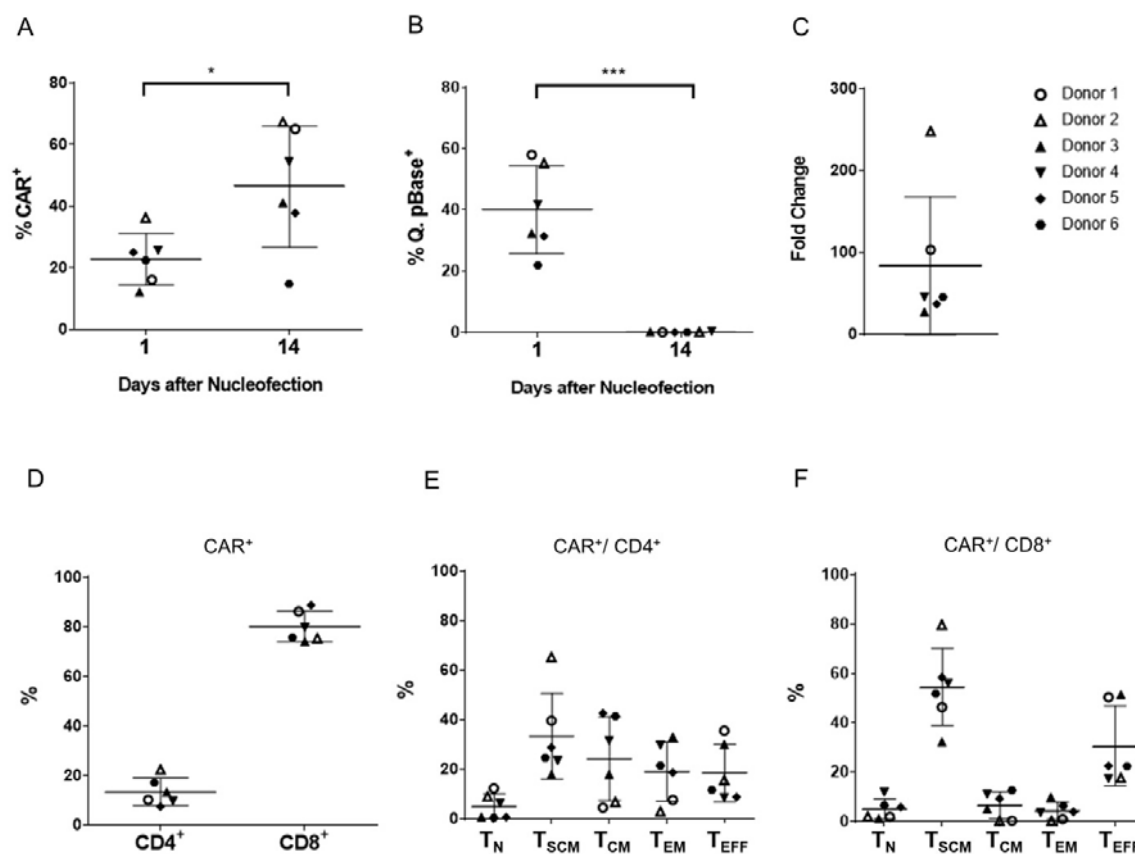 A
B
C
*
***
80
60
40
20
0
% CAR+
1
14
Days after Nucleofection
80
60
40
20
0
% Q. pBase+
1
14
Days after Nucleofection
300
200
100
0
Fold Change
Donor 1
Donor 2
Donor 3
Donor 4
Donor 5
Donor 6
D
E
F
CAR+
100
80
60
40
20
0
%
CD4+
CD8+
CAR+/ CD4+
100
80
60
40
20
0
%
TN
TSCM
TCM
TEM
TEFF
CAR+/ CD8+
100
80
60
40
20
0
%
TN
TSCM
TCM
TEM
TEFF